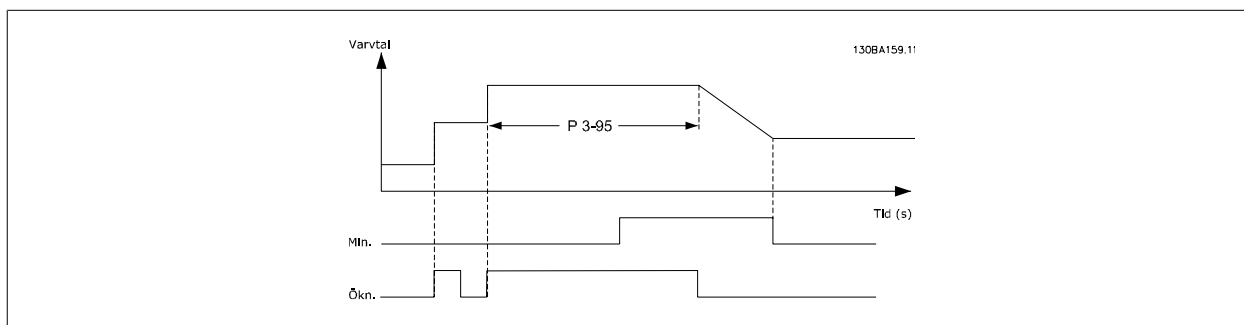 Varvtal
130BA159.11
P 3-95
Tid (s)
Min.
Ökn.